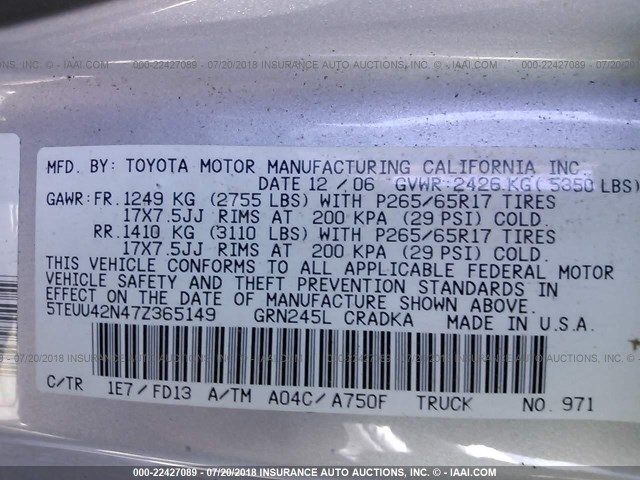 000-22427089 - 07/20/2018 INSURANCE AUTO AUCTIONS, INC. - © IAAI.COM
MFD. BY: TOYOTA MOTOR MANUFACTURING CALIFORNIA INC.
DATE 12 / 06 GVWR: 2426 KG ( 5350 LBS)
GAWR: FR. 1249 KG (2755 LBS) WITH P265/65R17 TIRES
17X7.5JJ RIMS AT 200 KPA (29 PSI) COLD.
RR. 1410 KG (3110 LBS) WITH P265/65R17 TIRES
17X7.5JJ RIMS AT 200 KPA (29 PSI) COLD.
THIS VEHICLE CONFORMS TO ALL APPLICABLE FEDERAL MOTOR
VEHICLE SAFETY AND THEFT PREVENTION STANDARDS IN
EFFECT ON THE DATE OF MANUFACTURE SHOWN ABOVE.
5TEUU42N47Z365149 GRN245L CRADKA MADE IN U.S.A.
C/TR 1E7/FD13 A/TM A04C/A750F TRUCK NO. 971
000-22427089 - 07/20/2018 INSURANCE AUTO AUCTIONS, INC. - © IAAI.COM